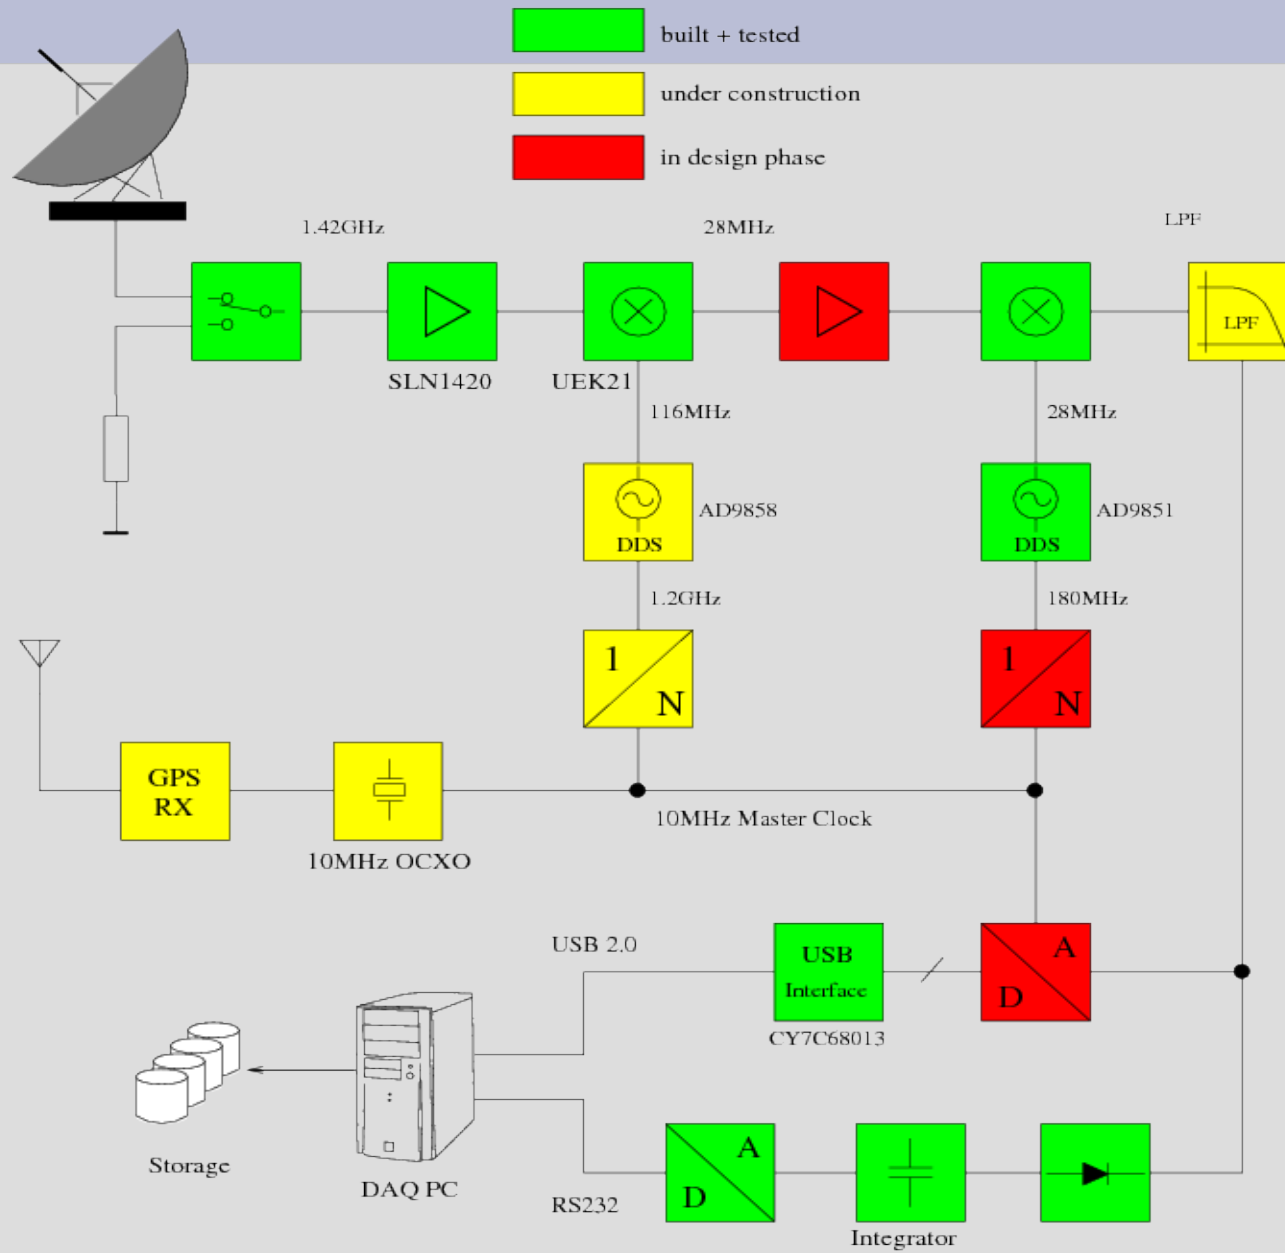 built + tested
under construction
in design phase
1.42GHz
28MHz
LPF
LPF
SLN1420
UEK21
116MHz
28MHz
DDS
AD9858
DDS
AD9851
1.2GHz
180MHz
1
N
1
N
GPS
RX
10MHz Master Clock
10MHz OCXO
USB 2.0
USB
Interface
A
D
CY7C68013
Storage
DAQ PC
RS232
A
D
Integrator